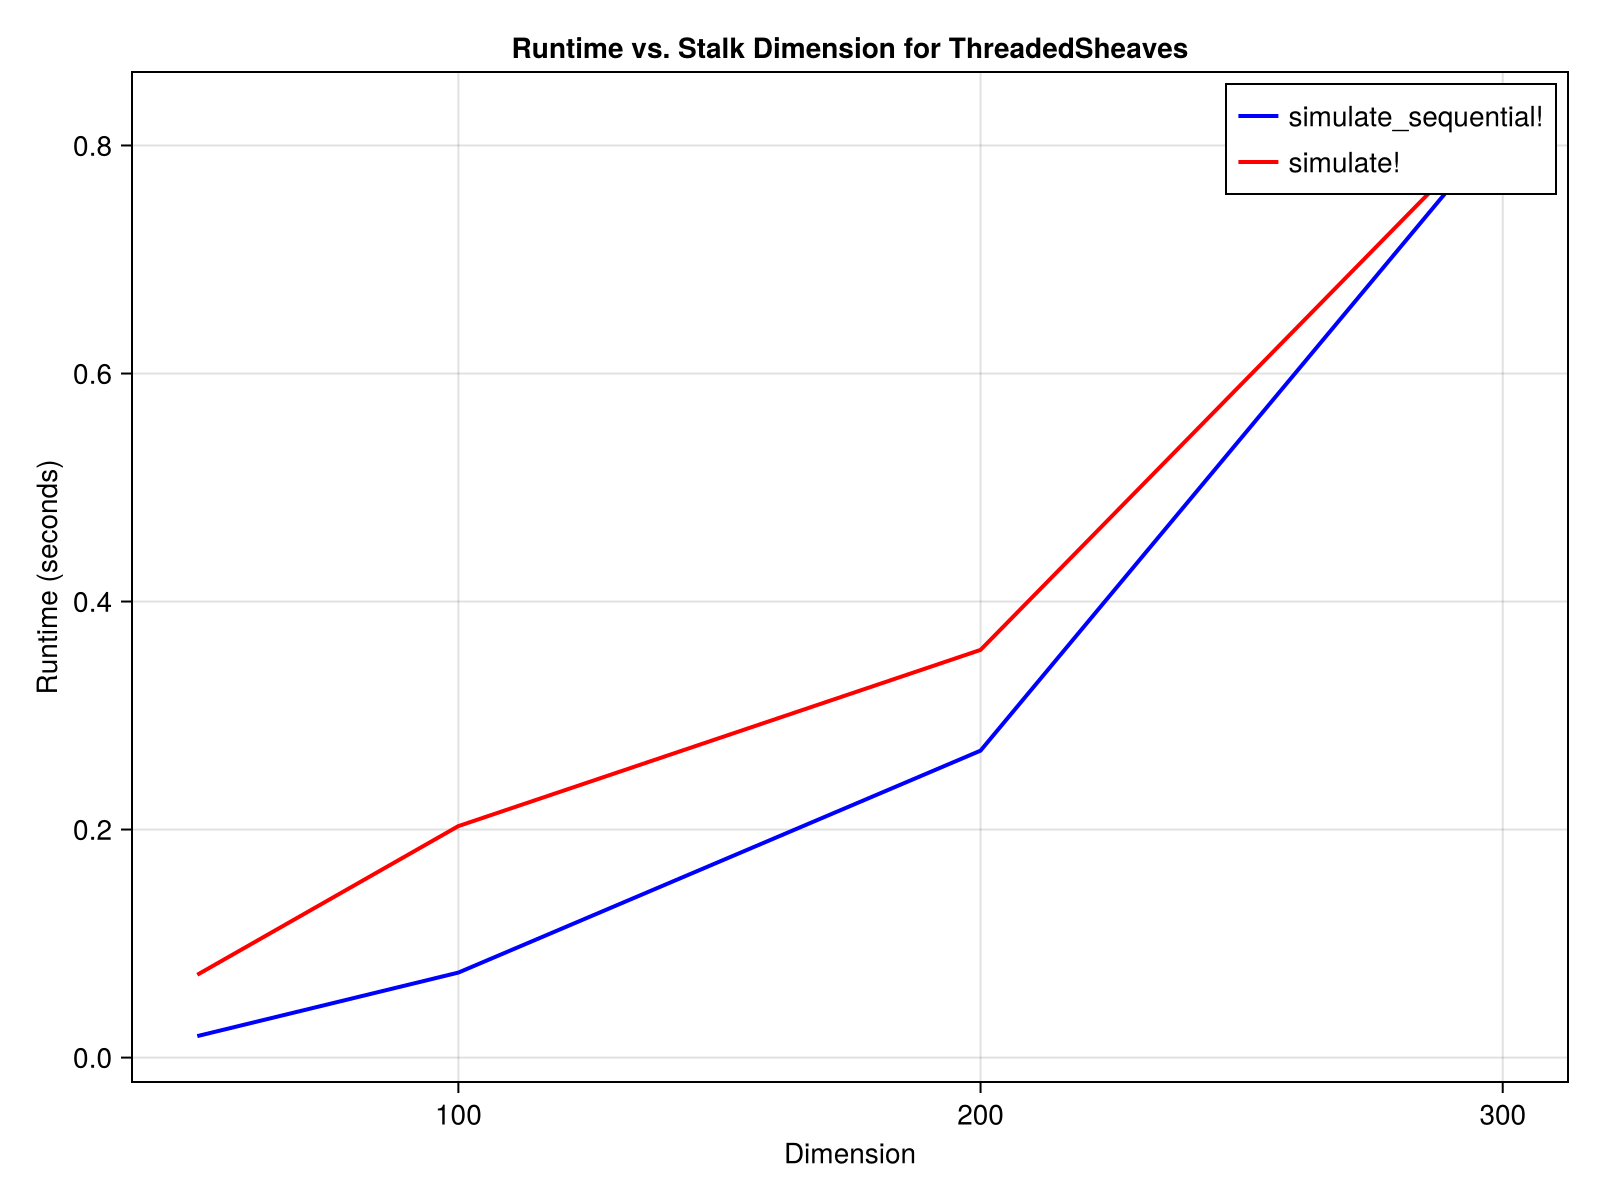 Runtime vs. Stalk Dimension for ThreadedSheaves
simulate_sequential!
simulate!
0.8
0.6
0.4
0.2
0.0
Runtime (seconds)
100
200
300
Dimension